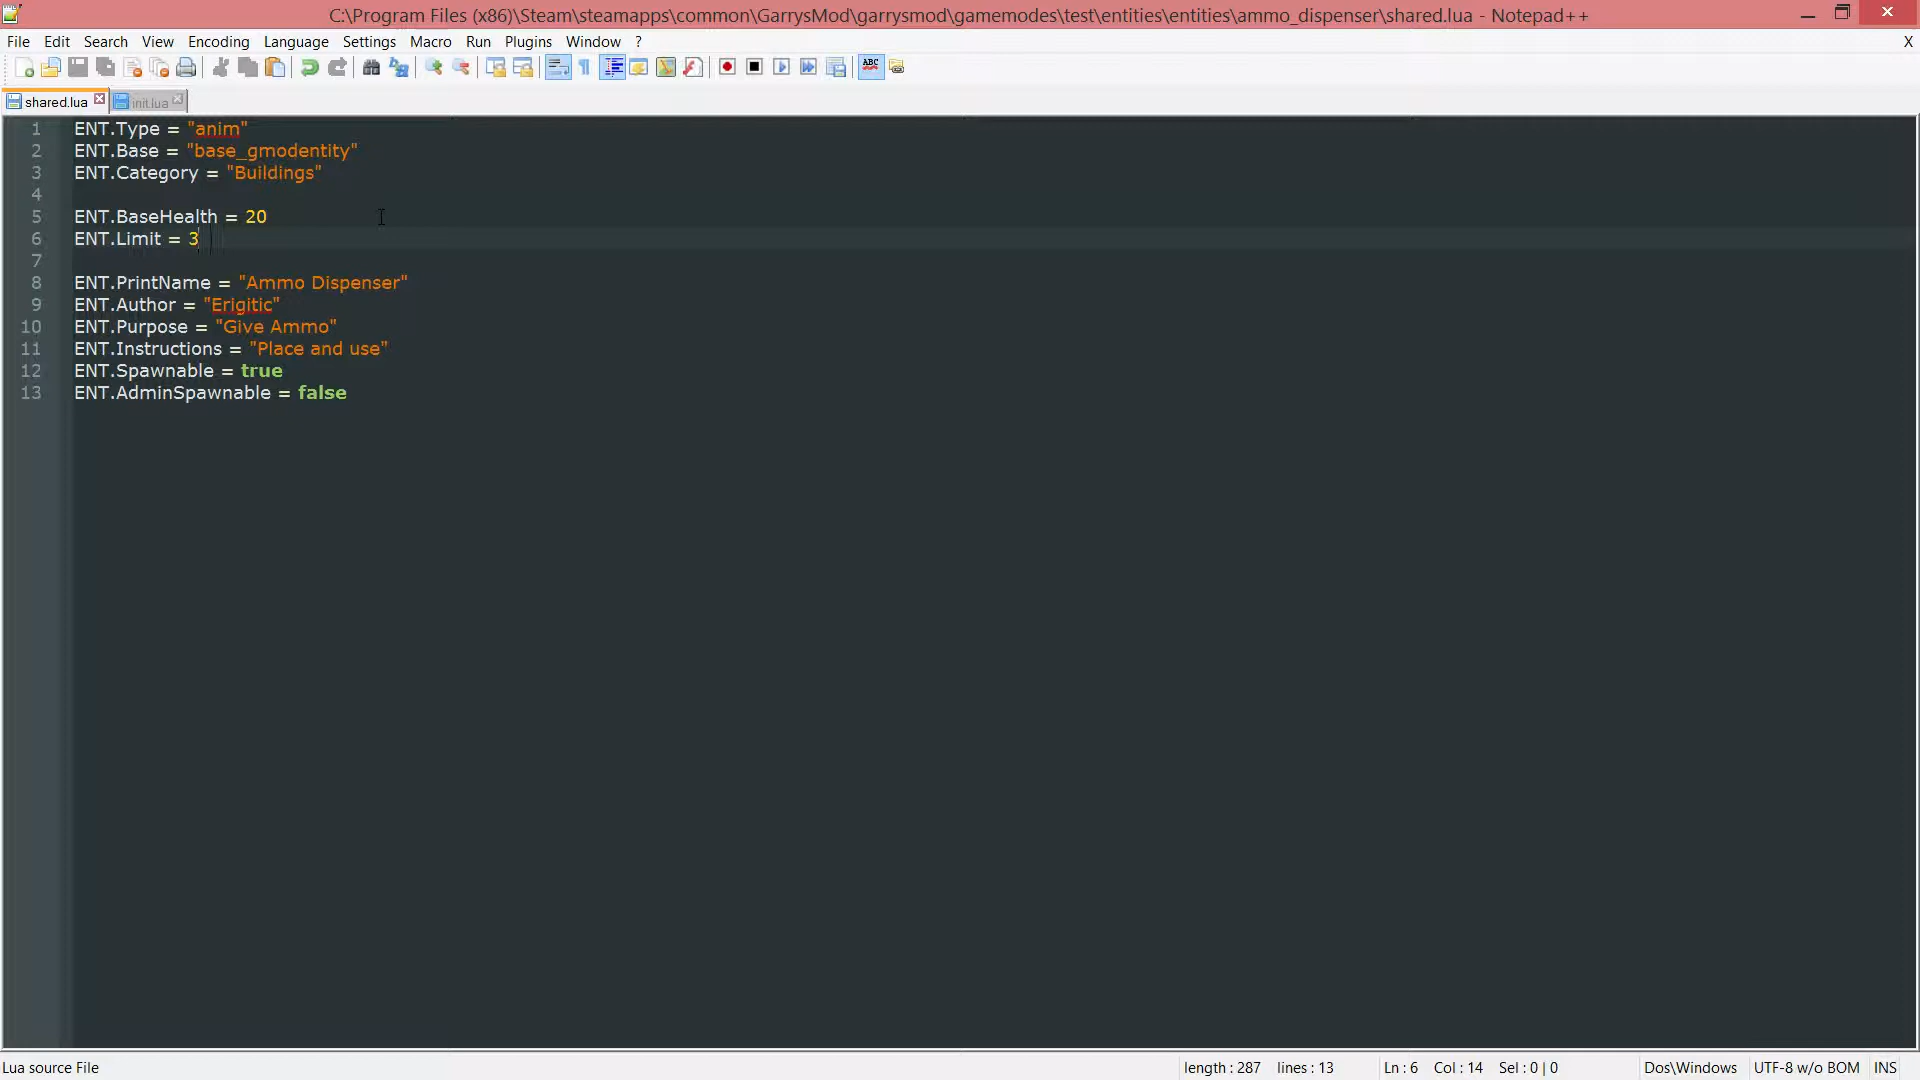 C:\Program Files (x86)\Steam\steamapps\common\GarrysMod\garrysmod\gamemodes\test\entities\entities\ammo_dispenser\shared.lua - Notepad++
File Edit Search View Encoding Language Settings Macro Run Plugins Window ? X
ABC
shared.lua init.lua
1 ENT.Type = "anim"
2 ENT.Base = "base_gmodentity"
3 ENT.Category = "Buildings"
4
5 ENT.BaseHealth = 20
6 ENT.Limit = 3
7
8 ENT.PrintName = "Ammo Dispenser"
9 ENT.Author = "Erigitic"
10 ENT.Purpose = "Give Ammo"
11 ENT.Instructions = "Place and use"
12 ENT.Spawnable = true
13 ENT.AdminSpawnable = false
Lua source File length : 287 lines : 13 Ln : 6 Col : 14 Sel : 0 | 0 Dos\Windows UTF-8 w/o BOM INS